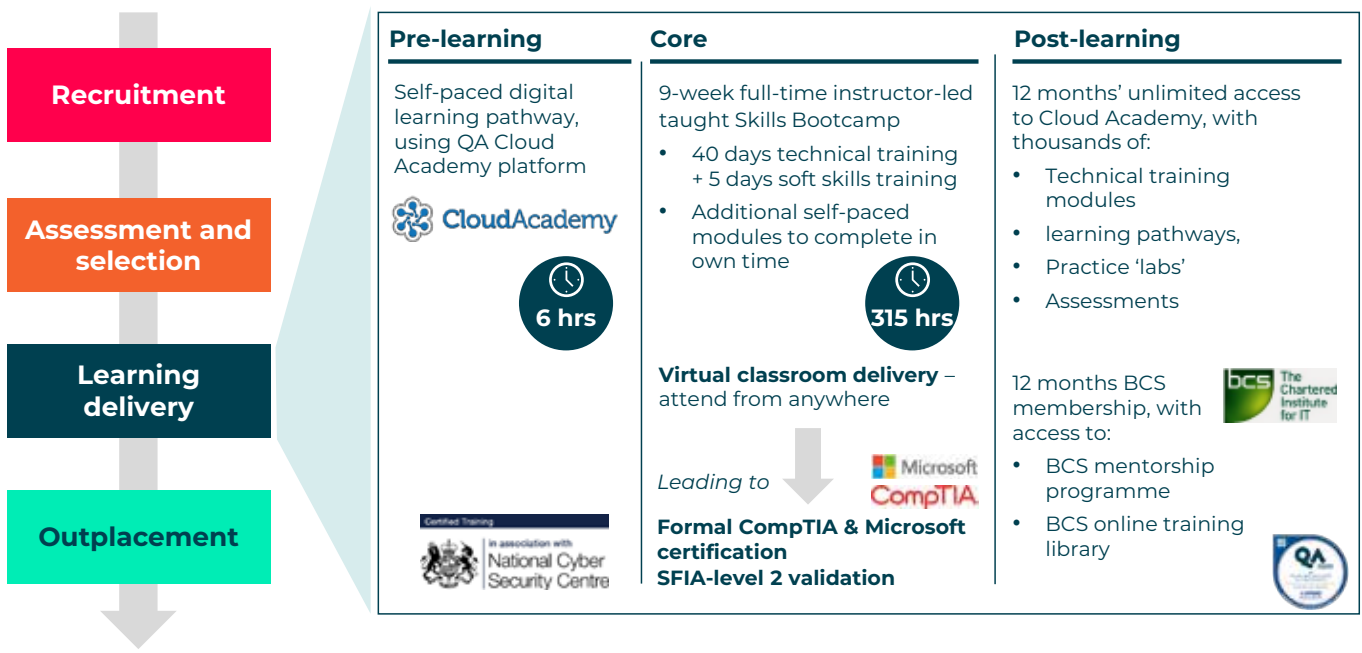 Recruitment
Assessment and
selection
Learning
delivery
Outplacement
Pre-learning
Self-paced digital
learning pathway,
using QA Cloud
Academy platform
CloudAcademy
6 hrs
Certified Training
in association with
National Cyber
Security Centre
Core
9-week full-time instructor-led
taught Skills Bootcamp
• 40 days technical training
+ 5 days soft skills training
• Additional self-paced
modules to complete in
own time
315 hrs
Virtual classroom delivery –
attend from anywhere
Leading to
Microsoft
CompTIA
Formal CompTIA & Microsoft
certification
SFIA-level 2 validation
Post-learning
12 months’ unlimited access
to Cloud Academy, with
thousands of:
• Technical training
modules
• learning pathways,
• Practice ‘labs’
• Assessments
12 months BCS
membership, with
access to:
bcs
The
Chartered
Institute
for IT
• BCS mentorship
programme
• BCS online training
library
QA